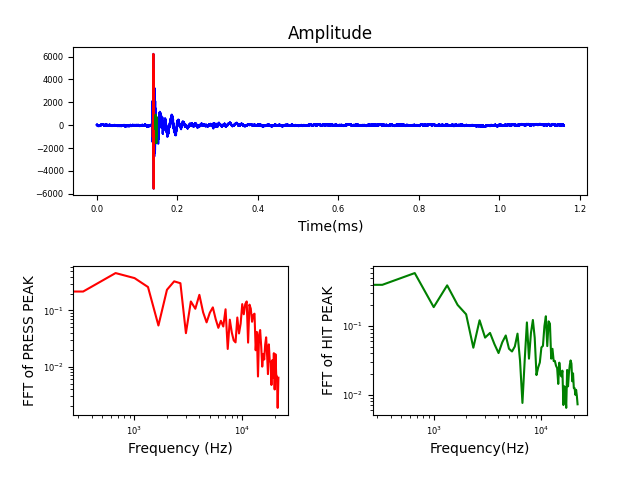 Amplitude
6000
4000
2000
0
−2000
−4000
−6000
0.0 0.2 0.4 0.6 0.8 1.0 1.2
Time(ms)
FFT of PRESS PEAK
10⁻¹
10⁻²
10³ 10⁴
Frequency (Hz)
FFT of HIT PEAK
10⁻¹
10⁻²
10³ 10⁴
Frequency(Hz)